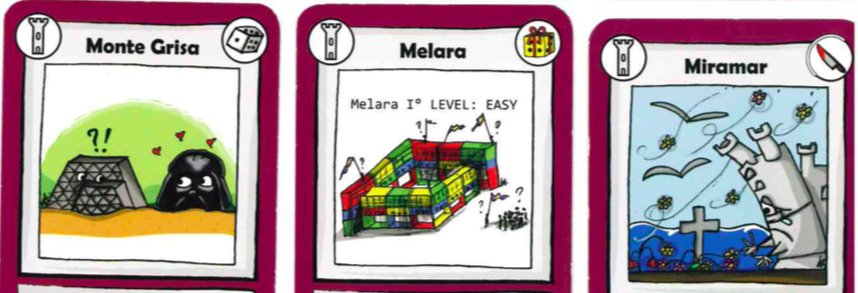 Monte Grisa
?!
Melara
Melara I° LEVEL: EASY
?
?
?
?
?
Miramar